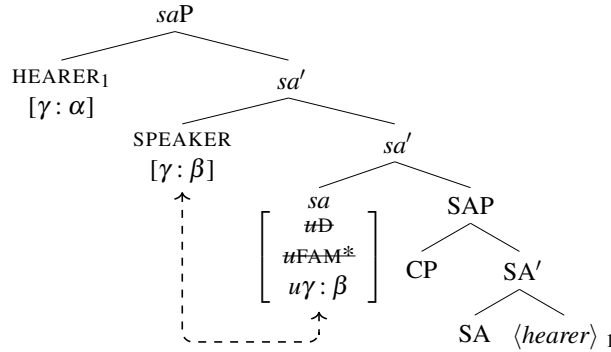 saP
HEARER₁ sa′
[γ : α]
SPEAKER sa′
[γ : β]
sa SAP
uD
uFAM* CP SA′
uγ : β
SA ⟨hearer⟩ ₁